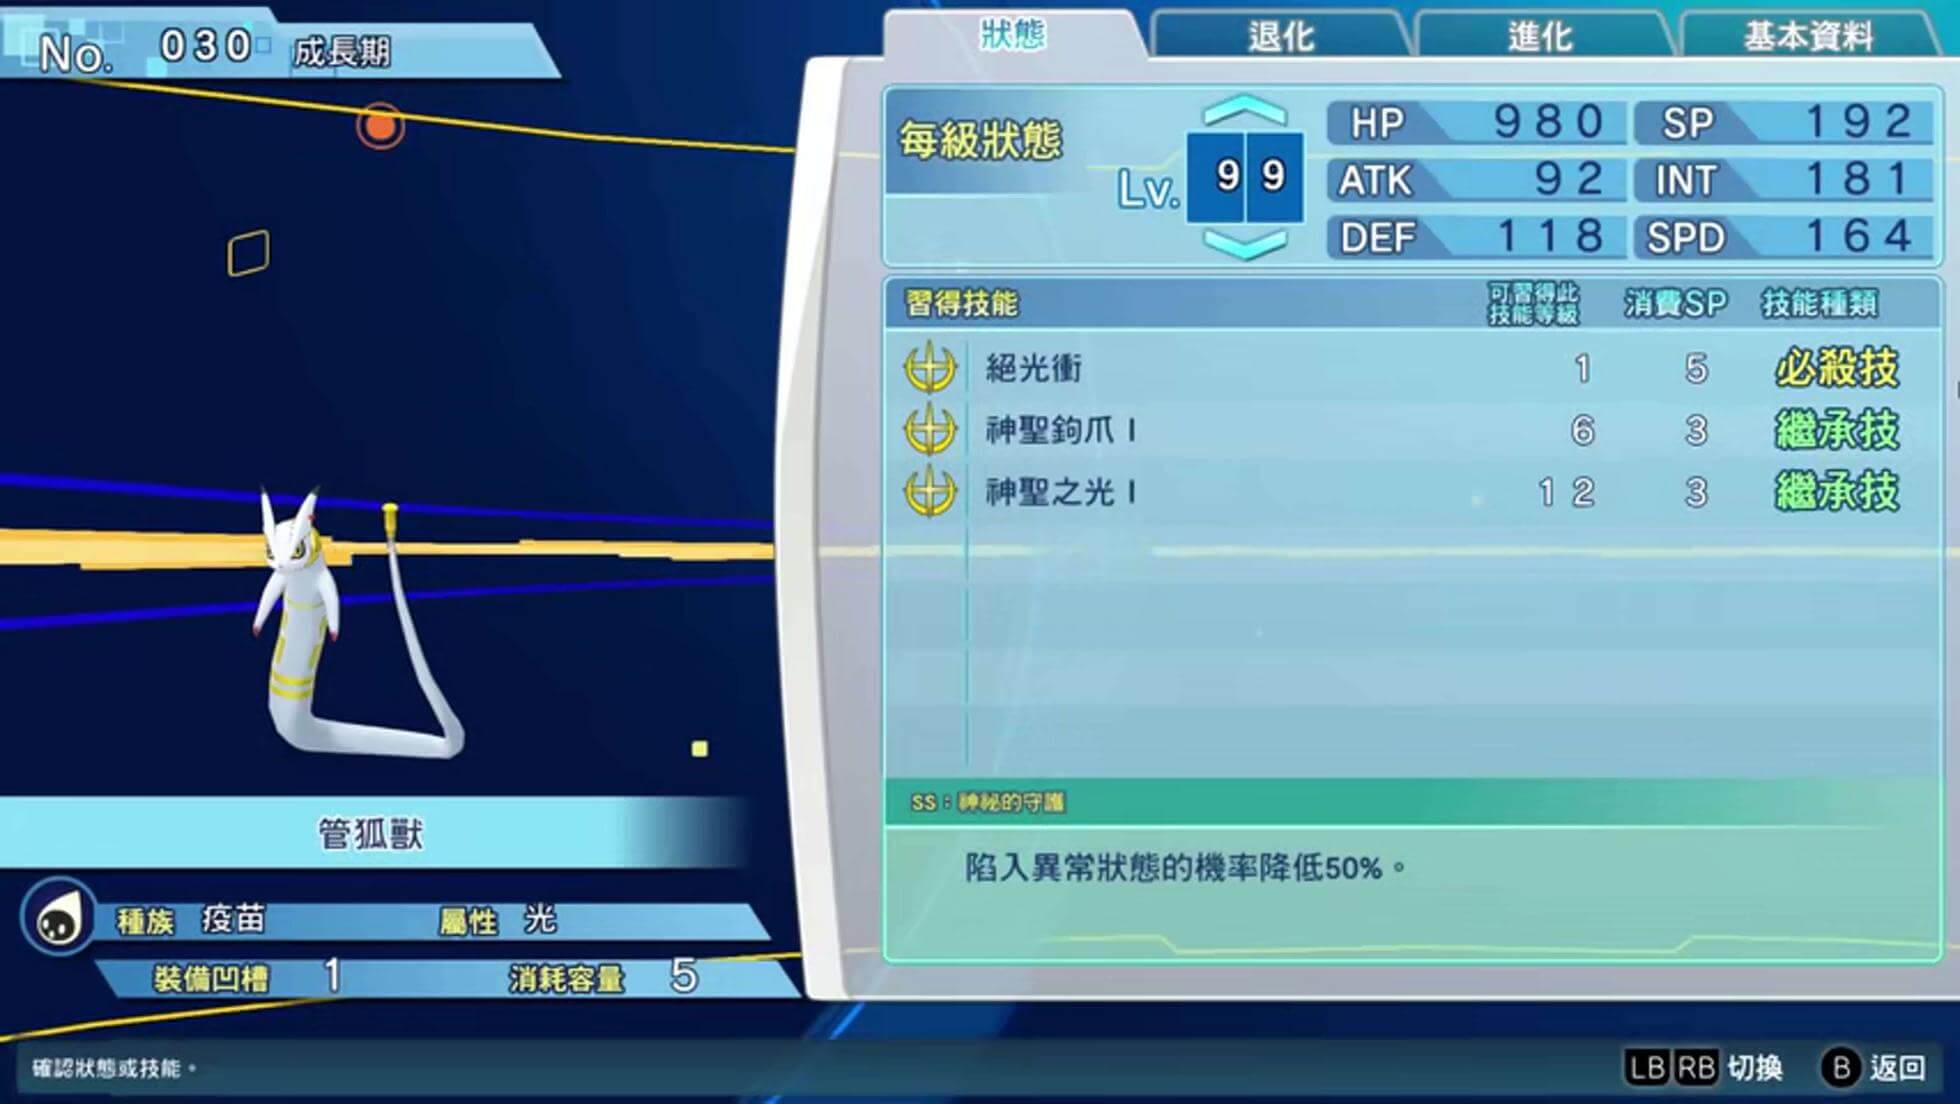 No. 030 成長期
狀態 退化 進化 基本資料
每級狀態
Lv. 99
HP 980 SP 192
ATK 92 INT 181
DEF 118 SPD 164
習得技能 可習得此技能等級 消費SP 技能種類
絕光衝 1 5 必殺技
神聖鉤爪 I 6 3 繼承技
神聖之光 I 12 3 繼承技
SS：神秘的守護
陷入異常狀態的機率降低50%。
管狐獸
種族 疫苗 屬性 光
裝備凹槽 1 消耗容量 5
確認狀態或技能。
LB RB 切換 B 返回